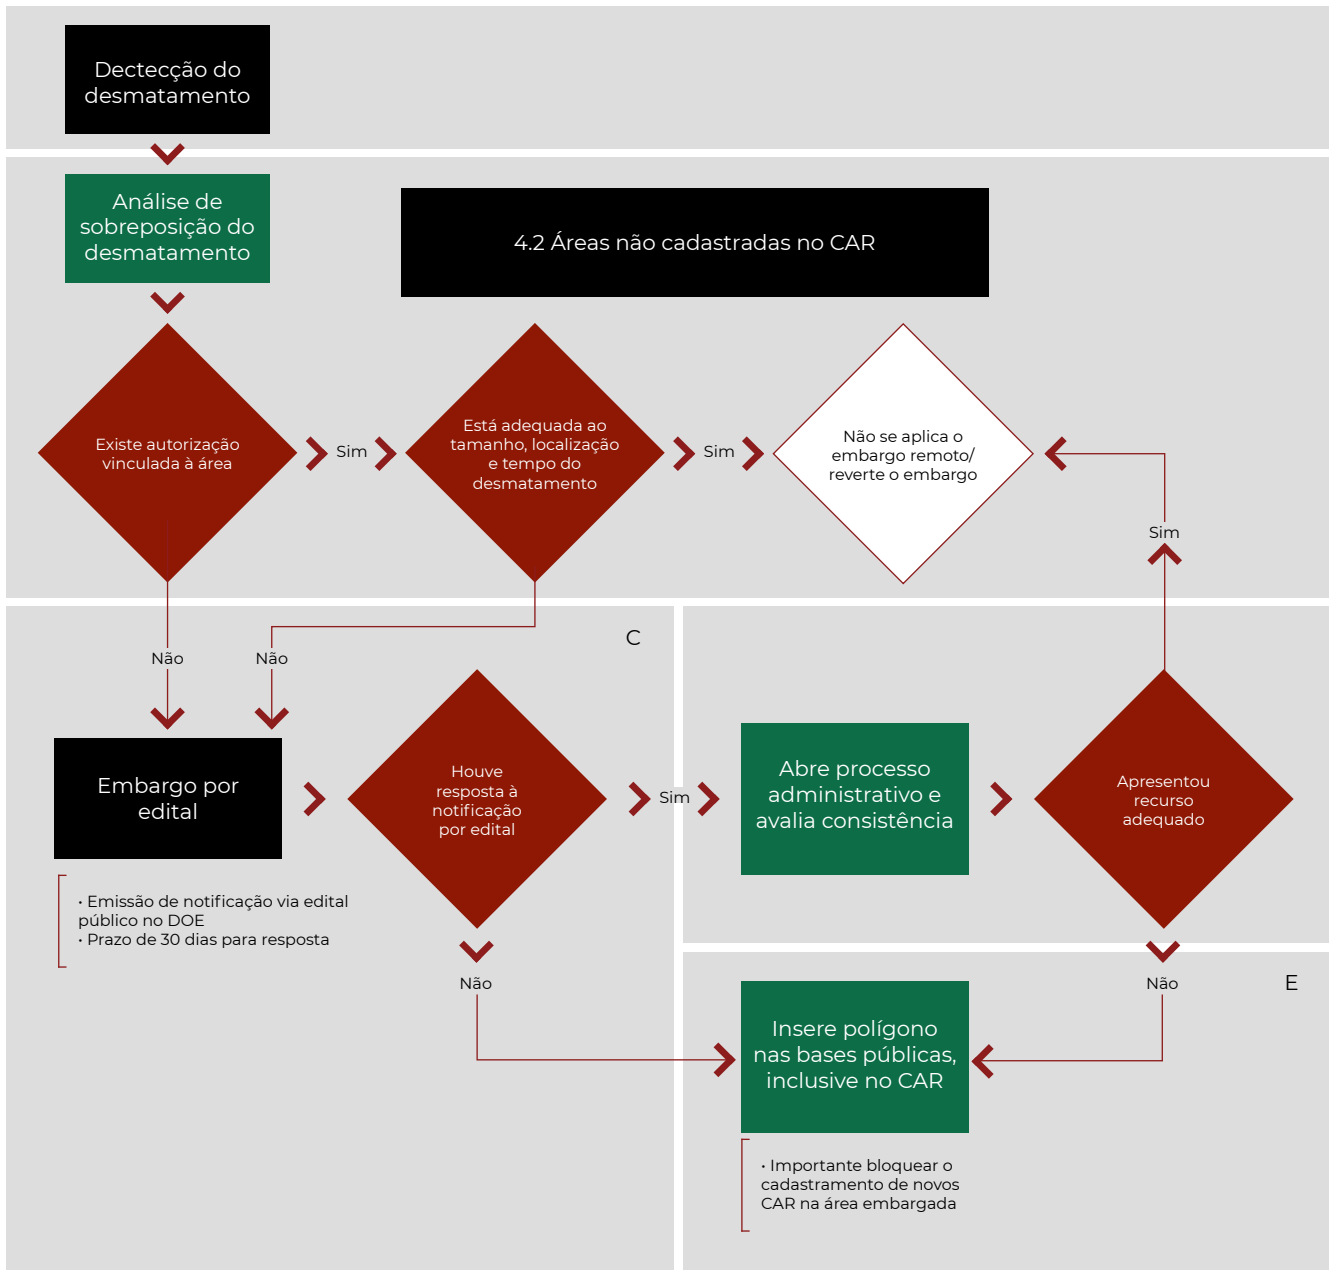 Dectecção do
desmatamento
Análise de
sobreposição do
desmatamento
4.2 Áreas não cadastradas no CAR
Existe autorização
vinculada à área
Sim
Está adequada ao
tamanho, localização
e tempo do
desmatamento
Sim
Não se aplica o
embargo remoto/
reverte o embargo
Sim
C
Não
Não
Embargo por
edital
Houve
resposta à
notificação
por edital
Sim
Abre processo
administrativo e
avalia consistência
Apresentou
recurso
adequado
• Emissão de notificação via edital
público no DOE
• Prazo de 30 dias para resposta
Não
Não
E
Insere polígono
nas bases públicas,
inclusive no CAR
• Importante bloquear o
cadastramento de novos
CAR na área embargada